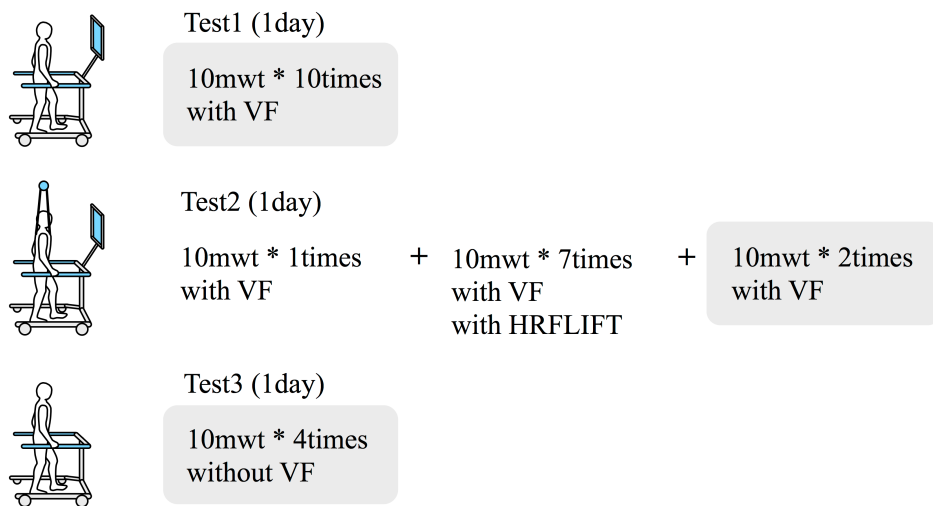 Test1 (1day)
10mwt * 10times
with VF
Test2 (1day)
10mwt * 1times
with VF
+
10mwt * 7times
with VF
with HRFLIFT
+
10mwt * 2times
with VF
Test3 (1day)
10mwt * 4times
without VF